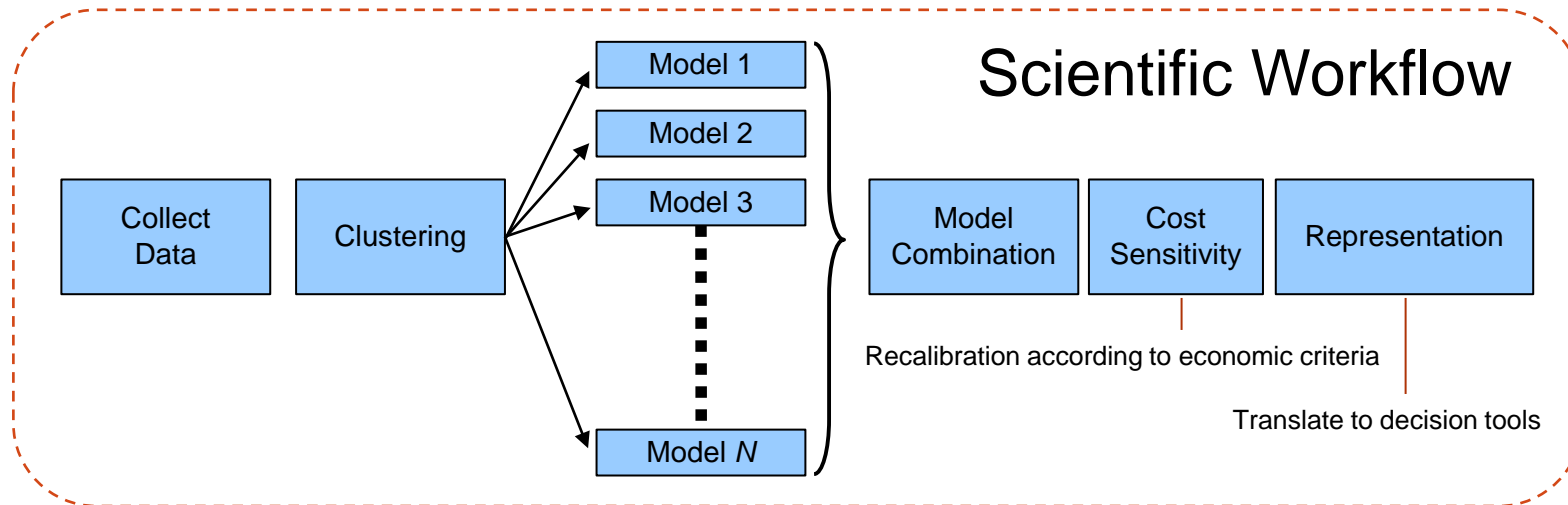 Scientific Workflow
Collect
Data
Clustering
Model 1
Model 2
Model 3
Model N
Model
Combination
Cost
Sensitivity
Representation
Recalibration according to economic criteria
Translate to decision tools